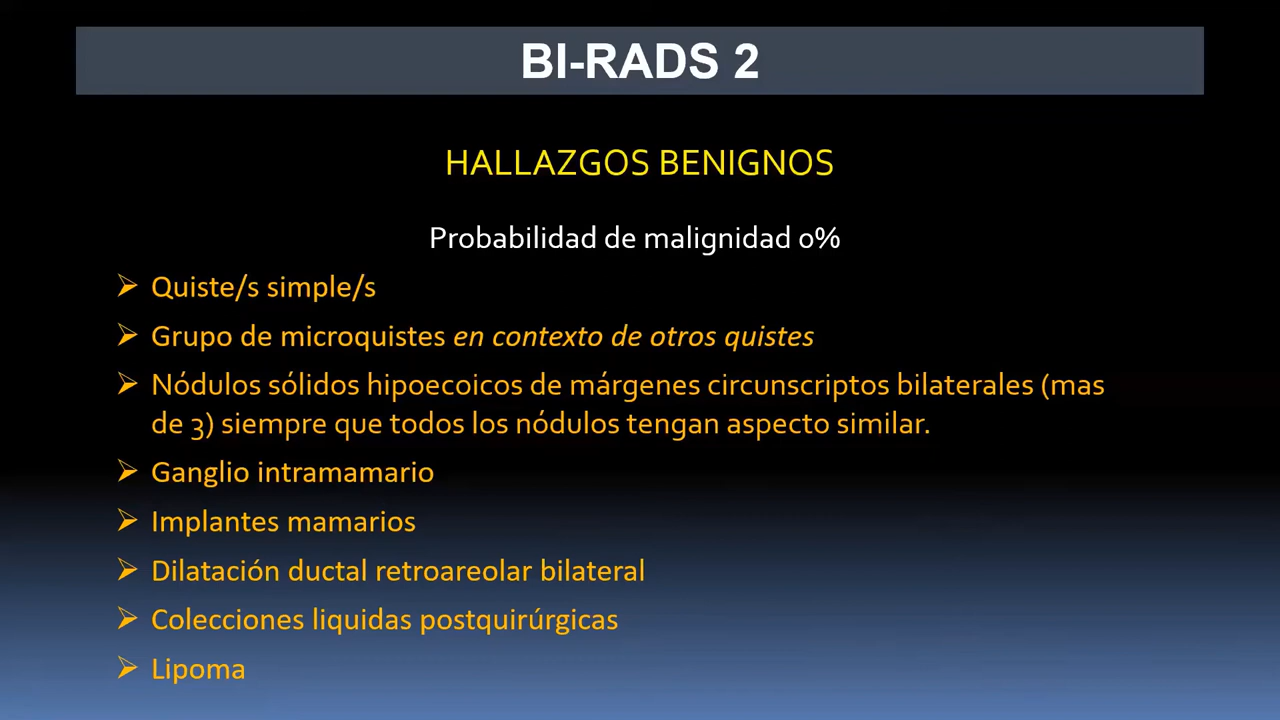 BI-RADS 2
HALLAZGOS BENIGNOS
Probabilidad de malignidad 0%
➢ Quiste/s simple/s
➢ Grupo de microquistes en contexto de otros quistes
➢ Nódulos sólidos hipoecoicos de márgenes circunscriptos bilaterales (mas
de 3) siempre que todos los nódulos tengan aspecto similar.
➢ Ganglio intramamario
➢ Implantes mamarios
➢ Dilatación ductal retroareolar bilateral
➢ Colecciones liquidas postquirúrgicas
➢ Lipoma